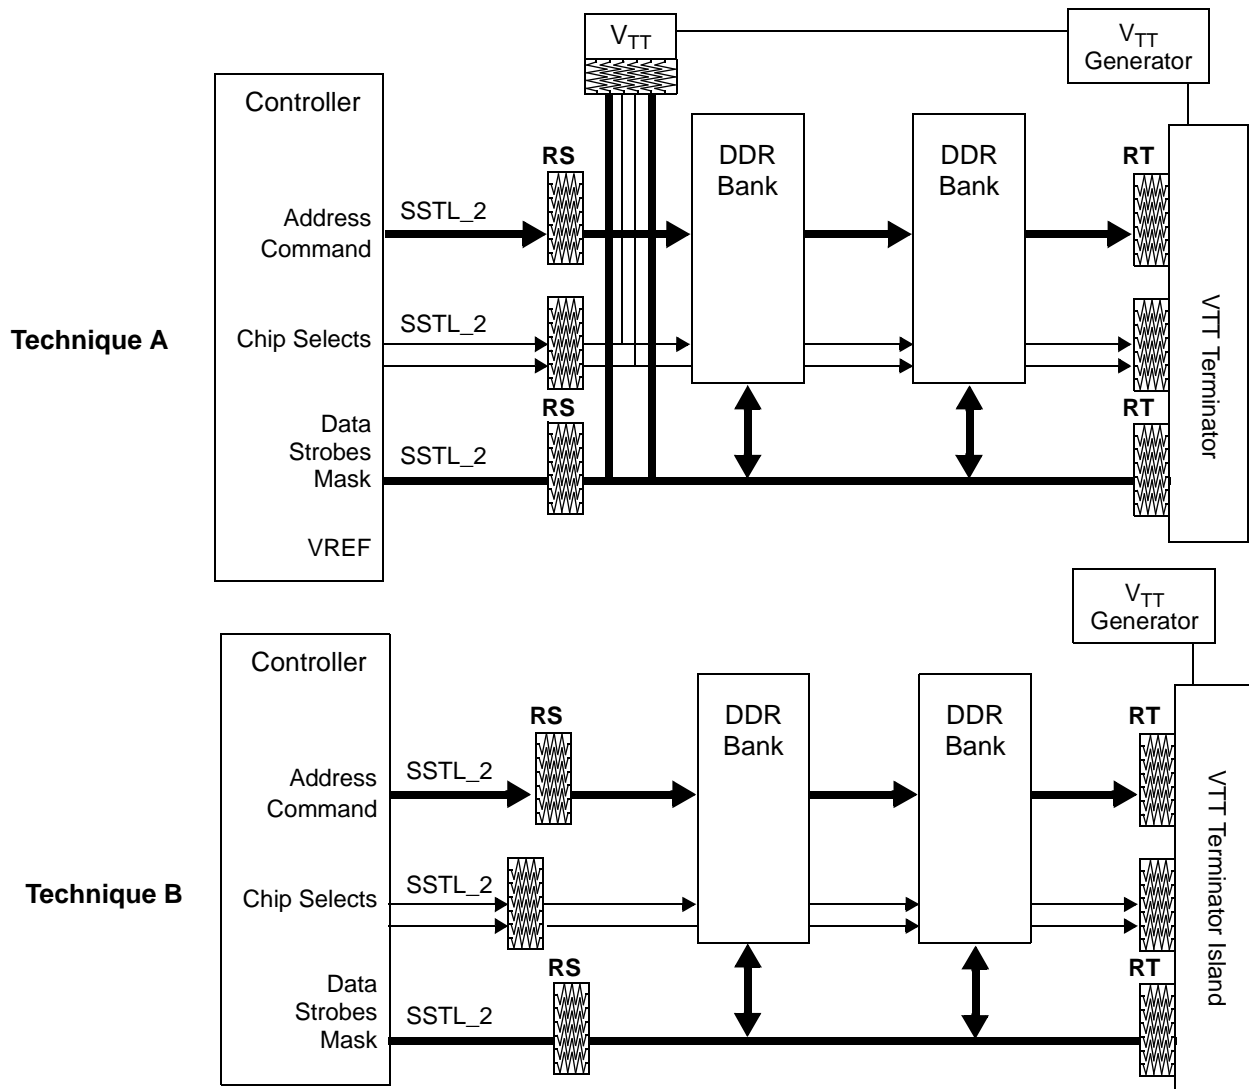 VTT
VTT
Generator
Controller
DDR
Bank
DDR
Bank
RS
RT
Address
Command
SSTL_2
Technique A
Chip Selects
SSTL_2
VTT Terminator
RS
RT
Data
Strobes
Mask
SSTL_2
VREF
VTT
Generator
Controller
DDR
Bank
DDR
Bank
RS
RT
Address
Command
SSTL_2
Technique B
Chip Selects
SSTL_2
VTT Terminator Island
RS
RT
Data
Strobes
Mask
SSTL_2